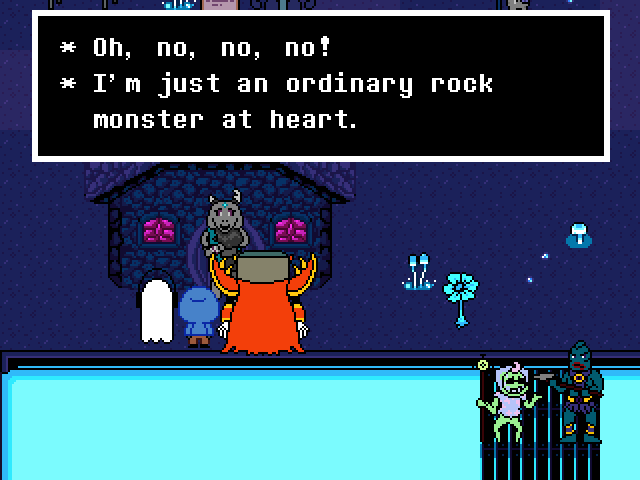 * Oh, no, no, no!
* I'm just an ordinary rock
monster at heart.